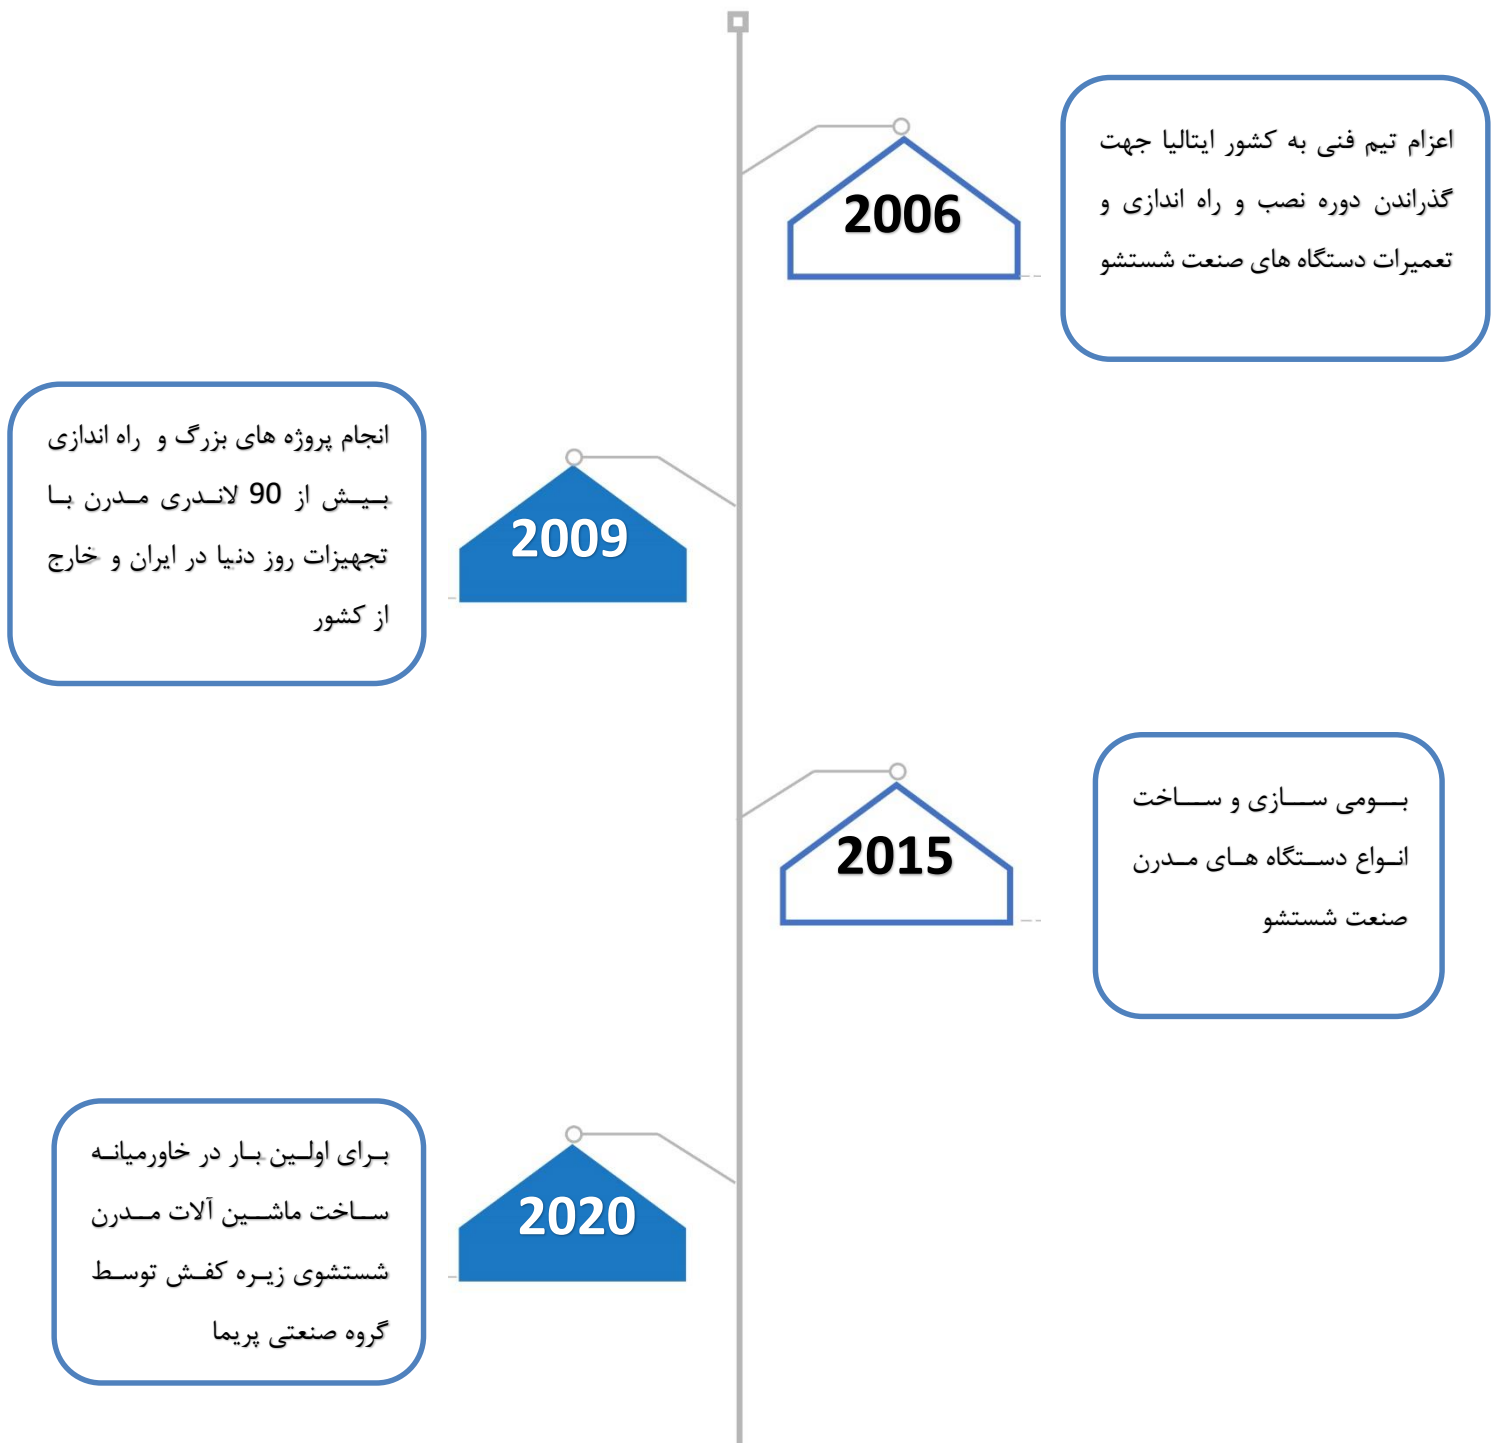 2006
اعزام تیم فنی به کشور ایتالیا جهت
گذراندن دوره نصب و راه اندازی و
تعمیرات دستگاه های صنعت شستشو
2009
انجام پروژه های بزرگ و راه اندازی
بیش از 90 لاندری مدرن با
تجهیزات روز دنیا در ایران و خارج
از کشور
2015
بومی سازی و ساخت
انواع دستگاه های مدرن
صنعت شستشو
2020
برای اولین بار در خاورمیانه
ساخت ماشین آلات مدرن
شستشوی زیره کفش توسط
گروه صنعتی پریما